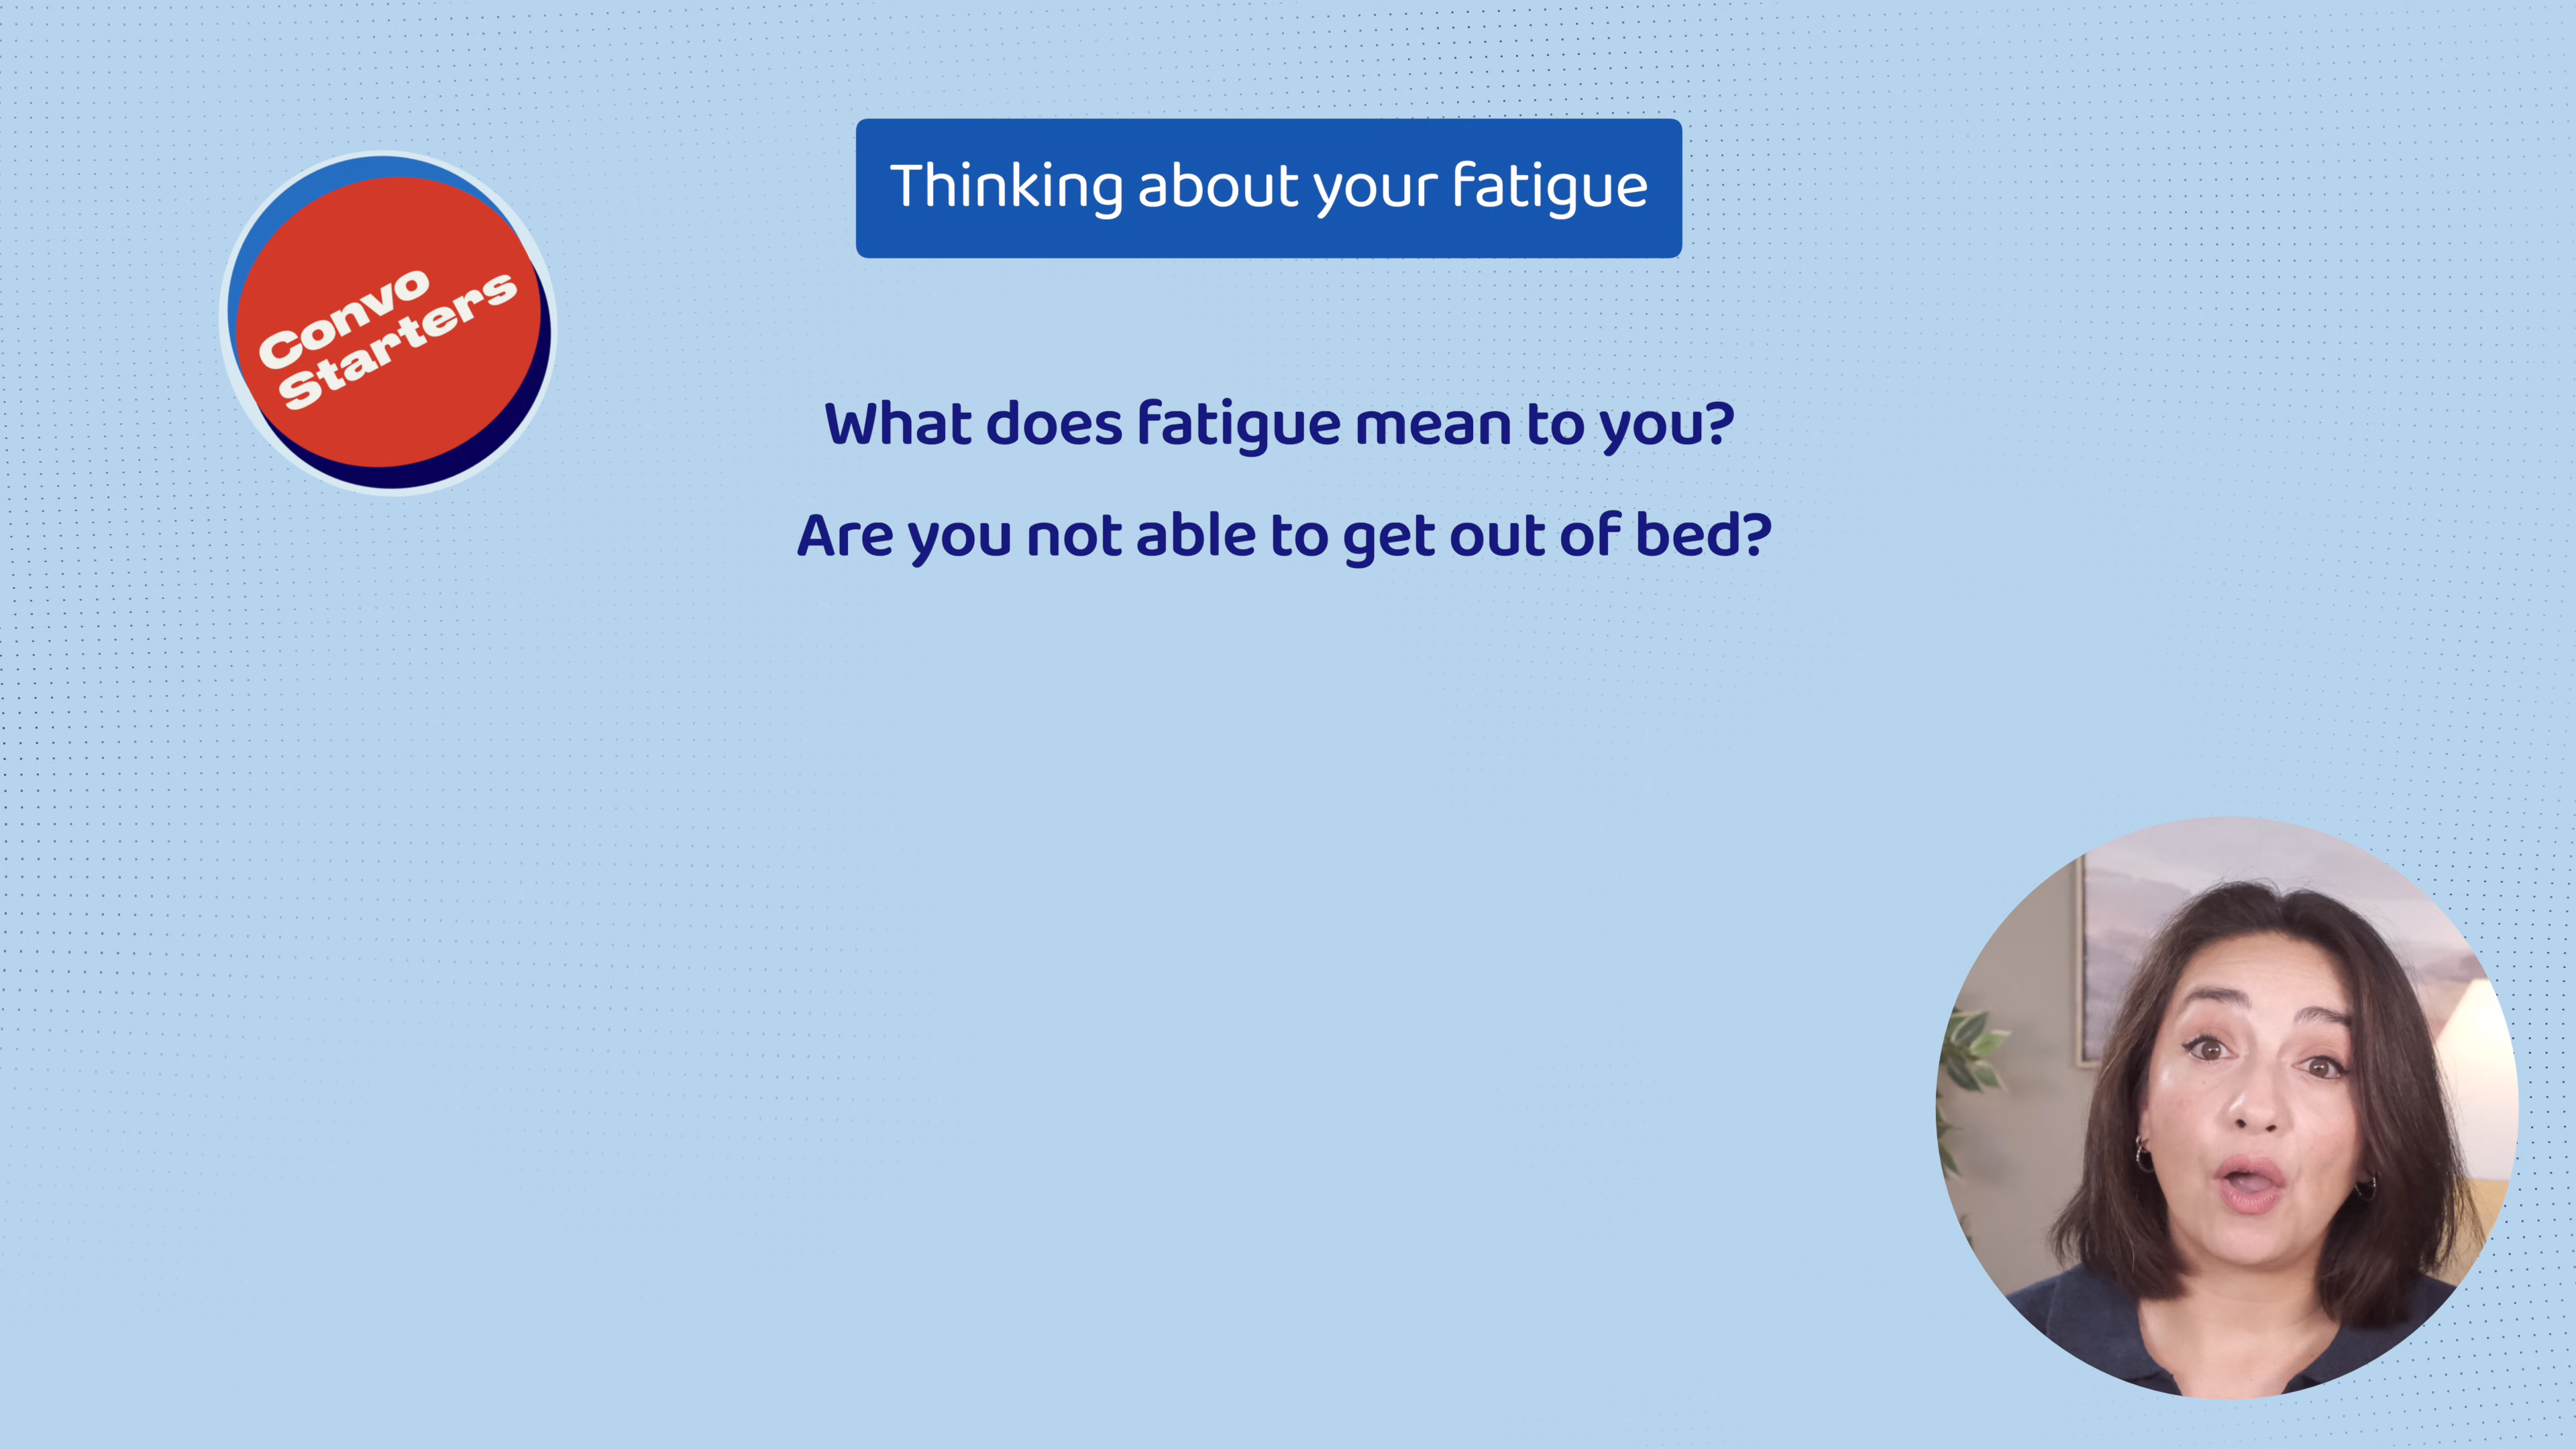 Convo
Starters
Thinking about your fatigue
What does fatigue mean to you?
Are you not able to get out of bed?